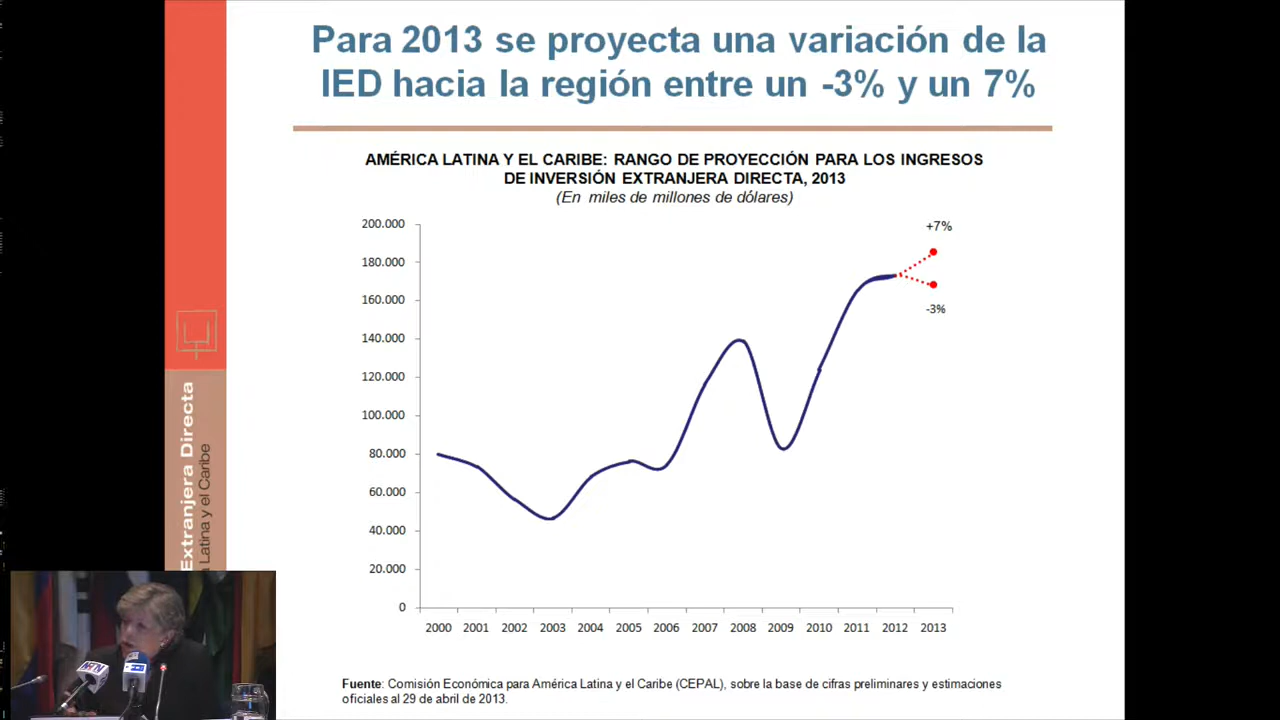 Para 2013 se proyecta una variación de la
IED hacia la región entre un -3% y un 7%
AMÉRICA LATINA Y EL CARIBE: RANGO DE PROYECCIÓN PARA LOS INGRESOS
DE INVERSIÓN EXTRANJERA DIRECTA, 2013
(En miles de millones de dólares)
200.000
180.000
160.000
140.000
120.000
100.000
80.000
60.000
40.000
20.000
0
+7%
-3%
2000 2001 2002 2003 2004 2005 2006 2007 2008 2009 2010 2011 2012 2013
Extranjera Directa
Latina y el Caribe
Fuente: Comisión Económica para América Latina y el Caribe (CEPAL), sobre la base de cifras preliminares y estimaciones
oficiales al 29 de abril de 2013.